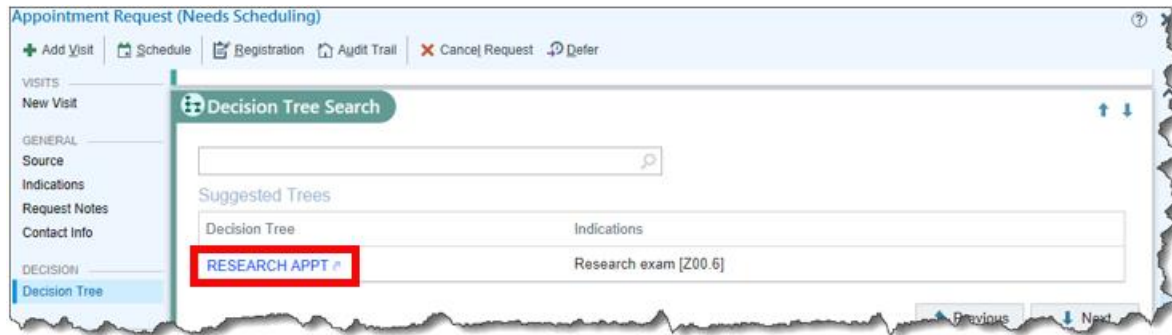 Appointment Request (Needs Scheduling)
Add Visit Schedule Registration Audit Trail Cancel Request Defer
VISITS
New Visit
GENERAL
Source
Indications
Request Notes
Contact Info
DECISION
Decision Tree
Decision Tree Search
Suggested Trees
Decision Tree Indications
RESEARCH APPT Research exam [Z00.6]
Previous Next